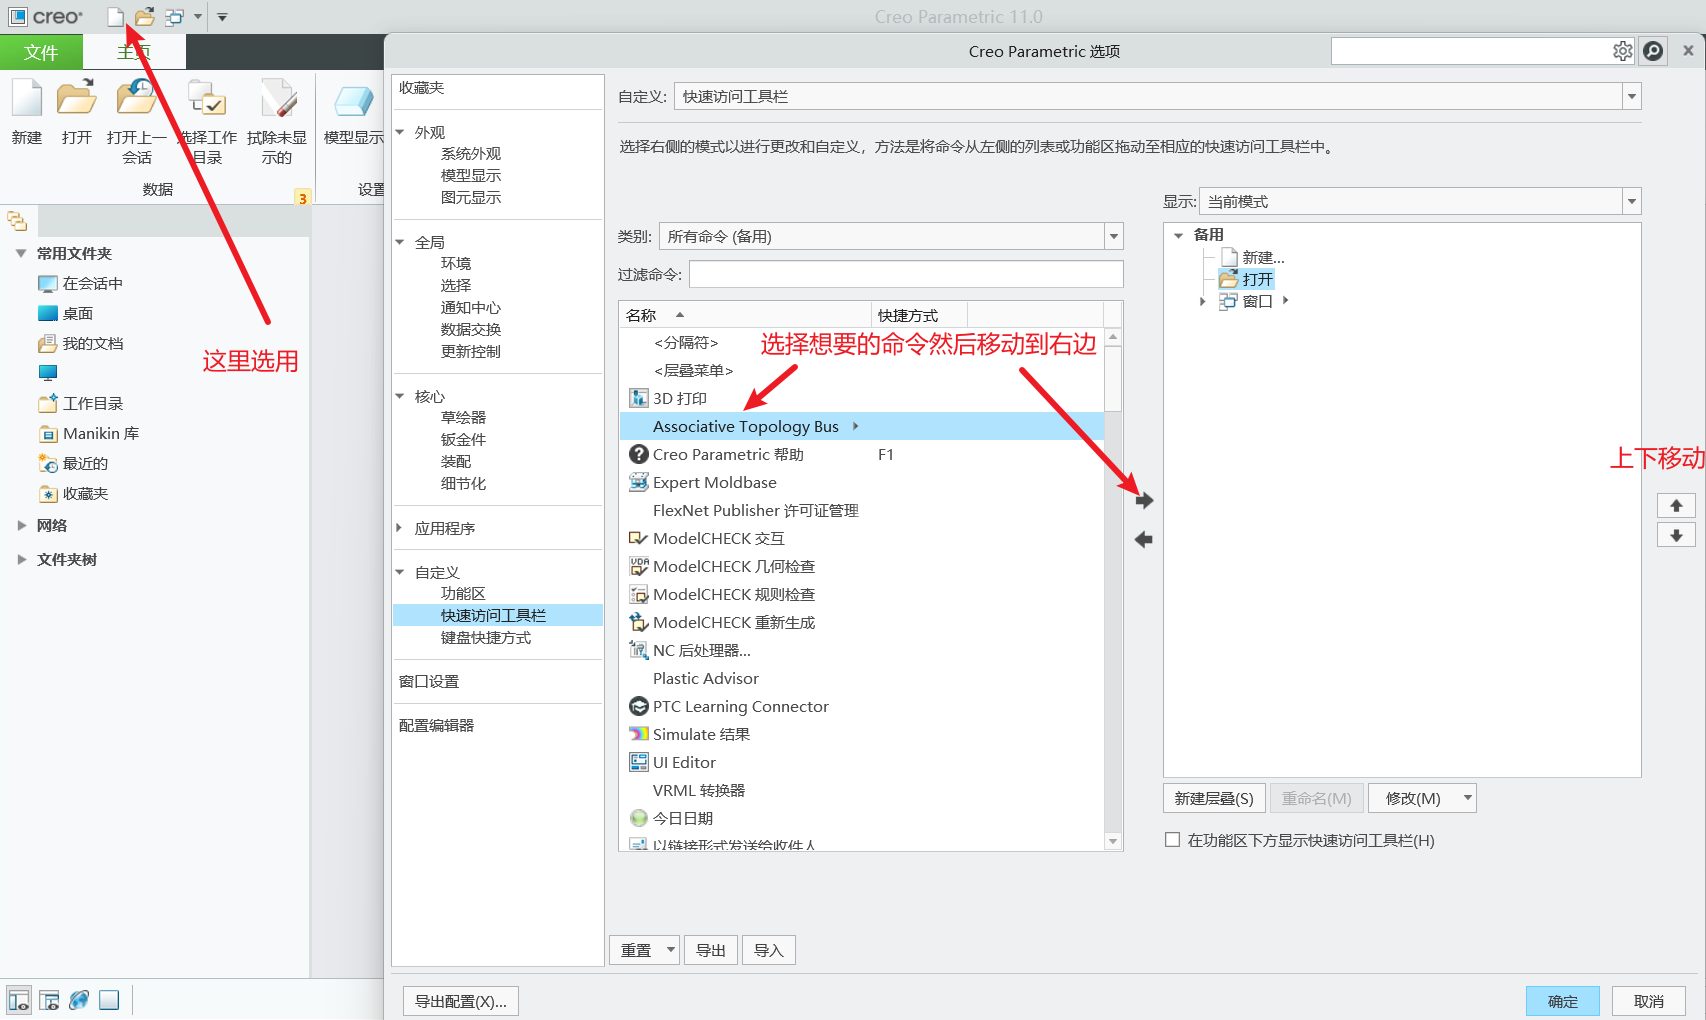 creo
Creo Parametric 11.0
文件
主页
新建
打开
打开上一会话
选择工作目录
拭除未显示的
模型显示
数据
设置
3
常用文件夹
在会话中
桌面
我的文档
工作目录
Manikin 库
最近的
收藏夹
网络
文件夹树
这里选用
Creo Parametric 选项
收藏夹
外观
系统外观
模型显示
图元显示
全局
环境
选择
通知中心
数据交换
更新控制
核心
草绘器
钣金件
装配
细节化
应用程序
自定义
功能区
快速访问工具栏
键盘快捷方式
窗口设置
配置编辑器
自定义: 快速访问工具栏
选择右侧的模式以进行更改和自定义，方法是将命令从左侧的列表或功能区拖动至相应的快速访问工具栏中。
类别: 所有命令 (备用)
过滤命令:
名称 快捷方式
<分隔符>
<层叠菜单>
选择想要的命令然后移动到右边
3D 打印
Associative Topology Bus
Creo Parametric 帮助 F1
Expert Moldbase
FlexNet Publisher 许可证管理
ModelCHECK 交互
ModelCHECK 几何检查
ModelCHECK 规则检查
ModelCHECK 重新生成
NC 后处理器...
Plastic Advisor
PTC Learning Connector
Simulate 结果
UI Editor
VRML 转换器
今日日期
以链接形式发送给收件人
显示: 当前模式
备用
新建...
打开
窗口
上下移动
新建层叠(S)
重命名(M)
修改(M)
在功能区下方显示快速访问工具栏(H)
重置
导出
导入
导出配置(X)...
确定
取消